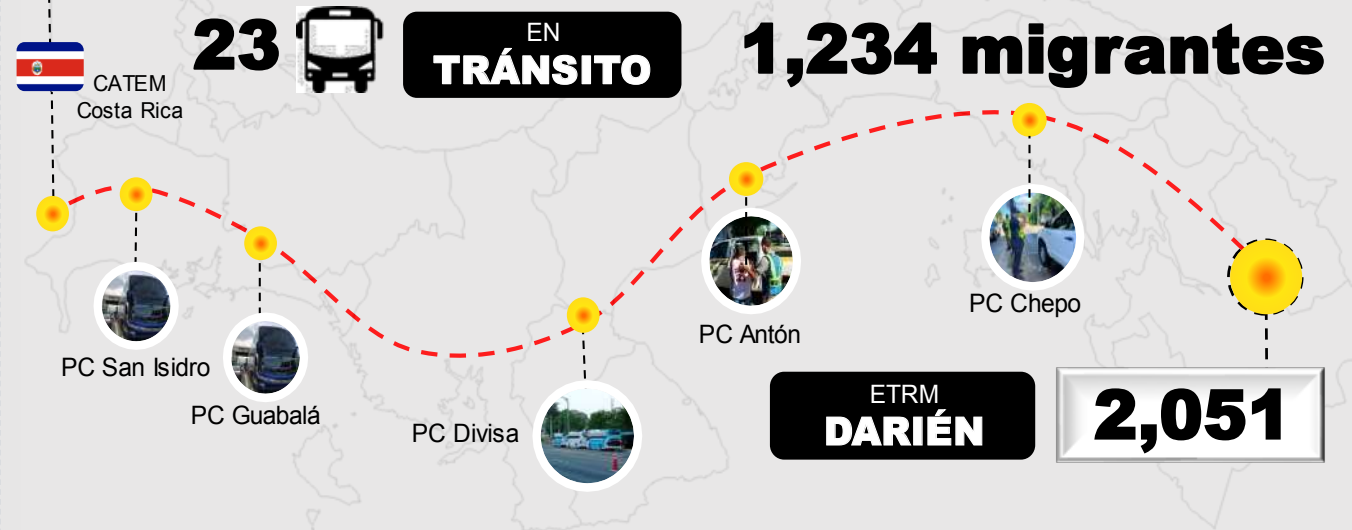 23
EN
TRÁNSITO
1,234 migrantes
CATEM
Costa Rica
PC San Isidro
PC Guabalá
PC Divisa
PC Antón
PC Chepo
ETRM
DARIÉN
2,051